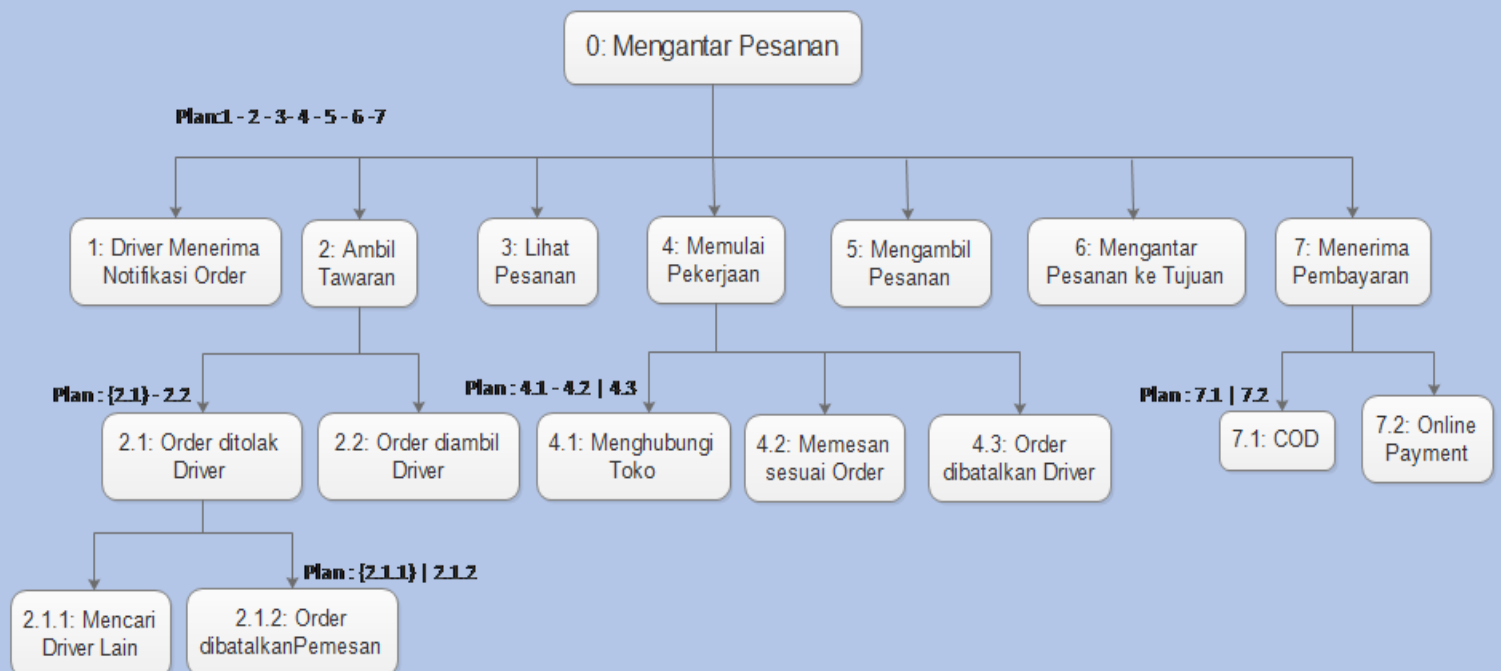 0: Mengantar Pesanan
Plan:1 - 2 - 3- 4 - 5 - 6 -7
1: Driver Menerima
Notifikasi Order
2: Ambil
Tawaran
3: Lihat
Pesanan
4: Memulai
Pekerjaan
5: Mengambil
Pesanan
6: Mengantar
Pesanan ke Tujuan
7: Menerima
Pembayaran
Plan : {2.1} - 2.2
2.1: Order ditolak
Driver
2.2: Order diambil
Driver
Plan : 4.1 - 4.2 | 4.3
4.1: Menghubungi
Toko
4.2: Memesan
sesuai Order
4.3: Order
dibatalkan Driver
Plan : 7.1 | 7.2
7.1: COD
7.2: Online
Payment
Plan : {2.1.1} | 2.1.2
2.1.1: Mencari
Driver Lain
2.1.2: Order
dibatalkanPemesan